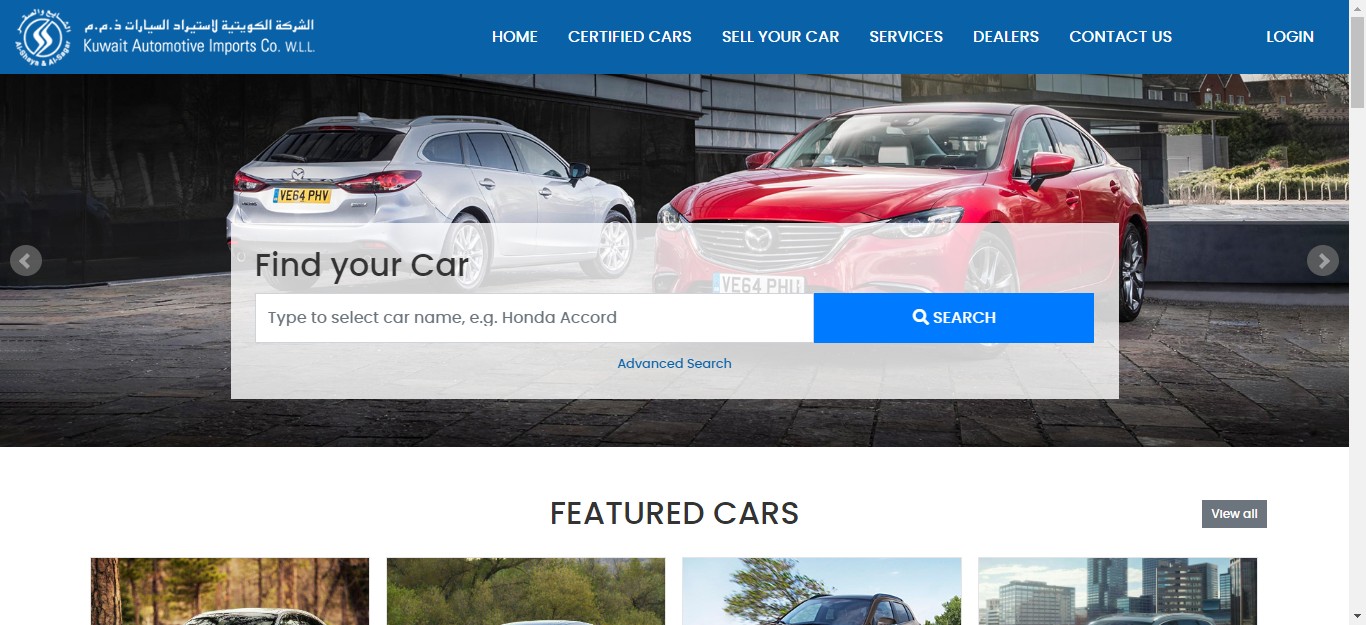 الشركة الكويتية لاستيراد السيارات ذ.م.م
Kuwait Automotive Imports Co. W.L.L.
Al-Shaya & Al-Sagar
HOME
CERTIFIED CARS
SELL YOUR CAR
SERVICES
DEALERS
CONTACT US
LOGIN
VE64 PHV
VE64 PHU
Find your Car
Type to select car name, e.g. Honda Accord
SEARCH
Advanced Search
FEATURED CARS
View all